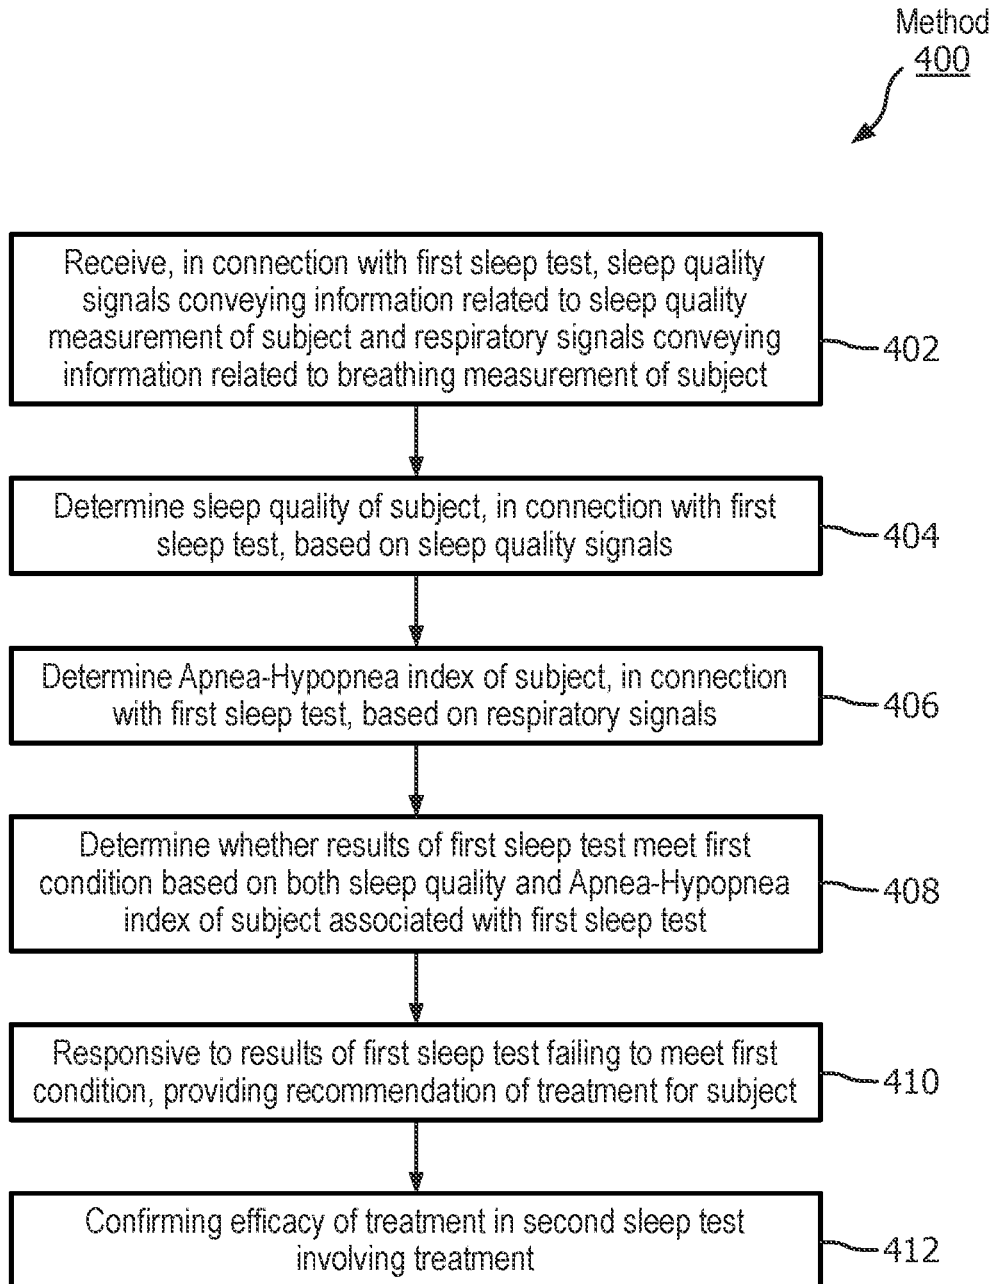 Method
400
Receive, in connection with first sleep test, sleep quality
signals conveying information related to sleep quality
measurement of subject and respiratory signals conveying
information related to breathing measurement of subject
402
Determine sleep quality of subject, in connection with first
sleep test, based on sleep quality signals
404
Determine Apnea-Hypopnea index of subject, in connection
with first sleep test, based on respiratory signals
406
Determine whether results of first sleep test meet first
condition based on both sleep quality and Apnea-Hypopnea
index of subject associated with first sleep test
408
Responsive to results of first sleep test failing to meet first
condition, providing recommendation of treatment for subject
410
Confirming efficacy of treatment in second sleep test
involving treatment
412